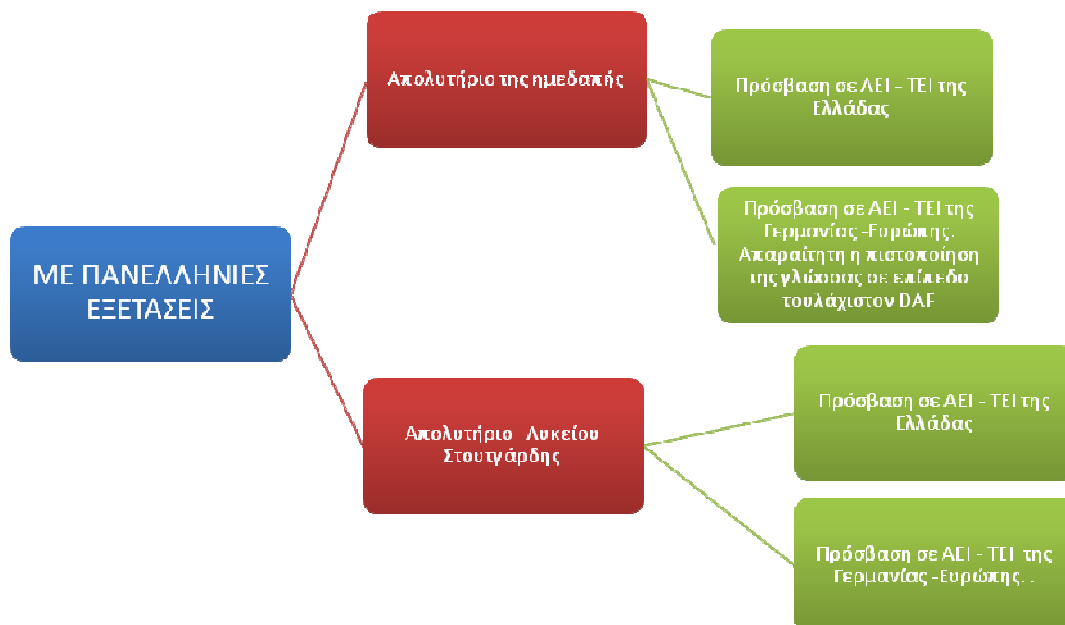 ΜΕ ΠΑΝΕΛΛΗΝΙΕΣ
ΕΞΕΤΑΣΕΙΣ
Απολυτήριο της ημεδαπής
Πρόσβαση σε ΑΕΙ - ΤΕΙ της
Ελλάδας
Πρόσβαση σε ΑΕΙ - ΤΕΙ της
Γερμανίας -Ευρώπης.
Απαραίτητη η πιστοποίηση
της γλώσσας σε επίπεδο
τουλάχιστον DAF
Απολυτήριο Λυκείου
Στουτγάρδης
Πρόσβαση σε ΑΕΙ - ΤΕΙ της
Ελλάδας
Πρόσβαση σε ΑΕΙ - ΤΕΙ της
Γερμανίας -Ευρώπης. .